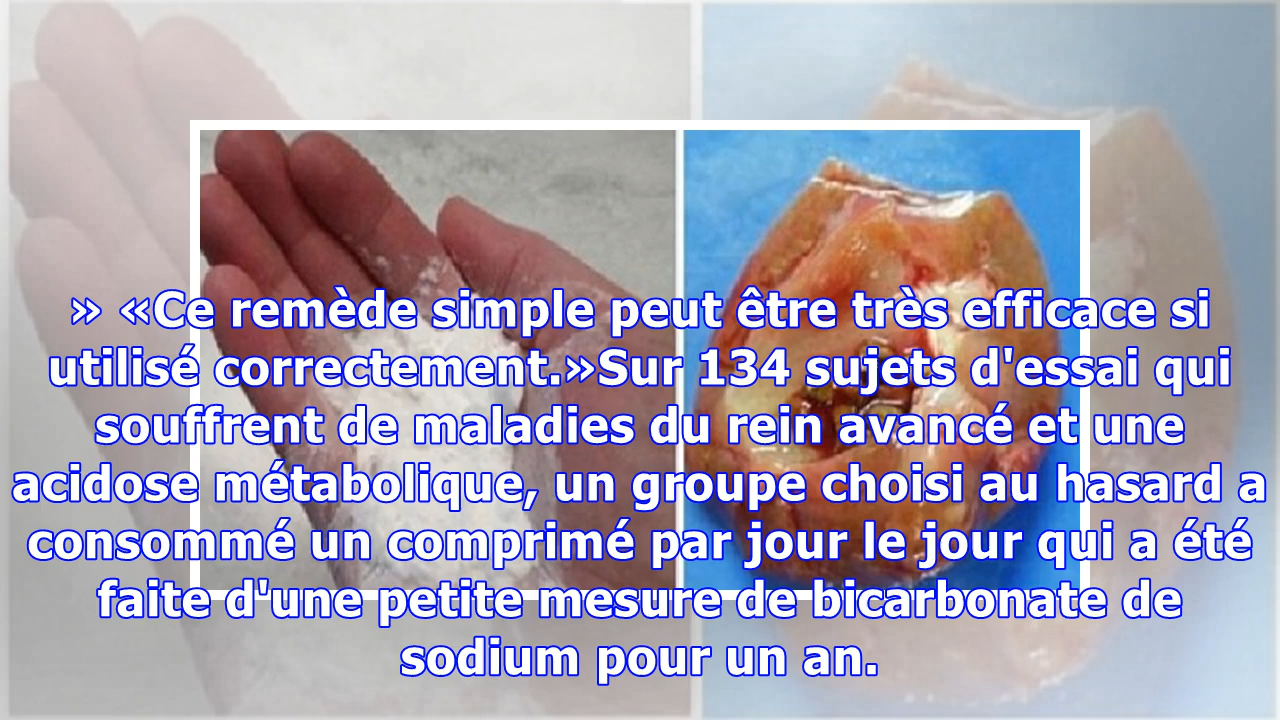 » «Ce remède simple peut être très efficace si
utilisé correctement.»Sur 134 sujets d'essai qui
souffrent de maladies du rein avancé et une
acidose métabolique, un groupe choisi au hasard a
consommé un comprimé par jour le jour qui a été
faite d'une petite mesure de bicarbonate de
sodium pour un an.